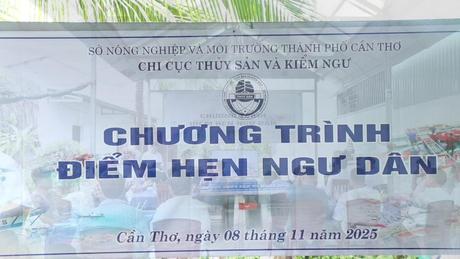 SỞ NÔNG NGHIỆP VÀ MÔI TRƯỜNG THÀNH PHỐ CẦN THƠ
CHI CỤC THỦY SẢN VÀ KIỂM NGƯ
CHƯƠNG TRÌNH
ĐIỂM HẸN NGƯ DÂN
Cần Thơ, ngày 08 tháng 11 năm 2025